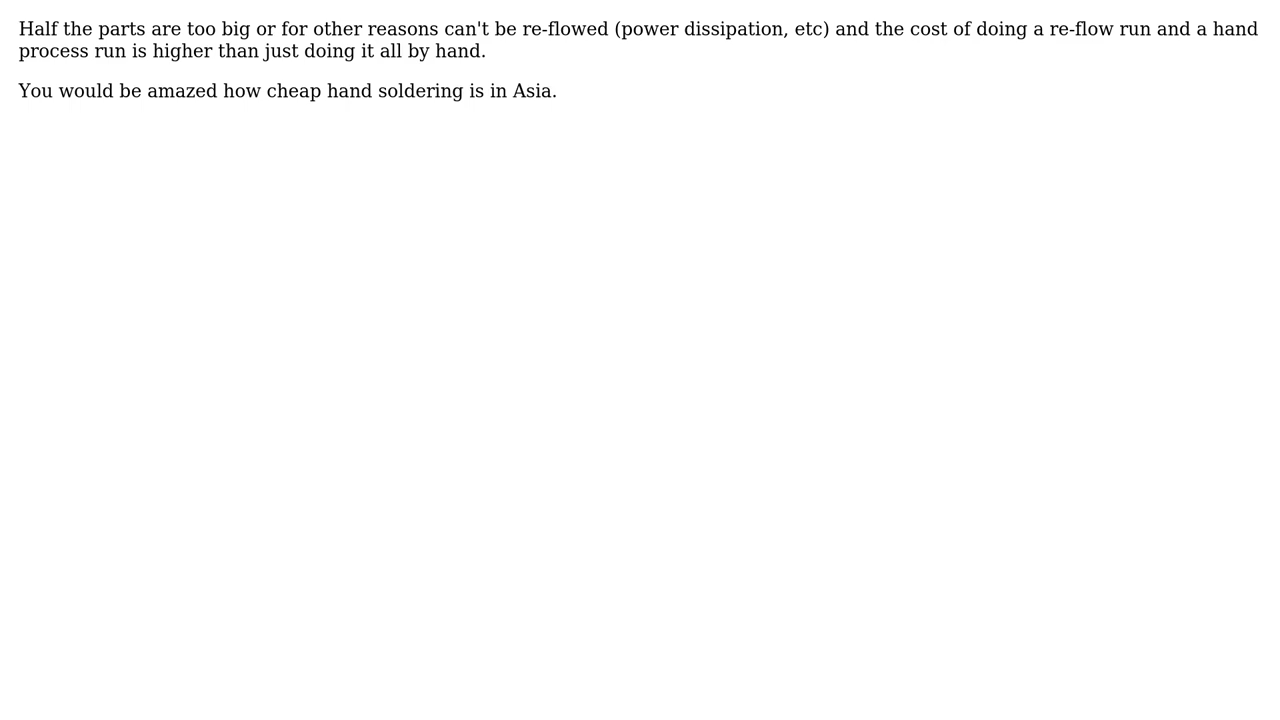 Half the parts are too big or for other reasons can't be re-flowed (power dissipation, etc) and the cost of doing a re-flow run and a hand
process run is higher than just doing it all by hand.
You would be amazed how cheap hand soldering is in Asia.